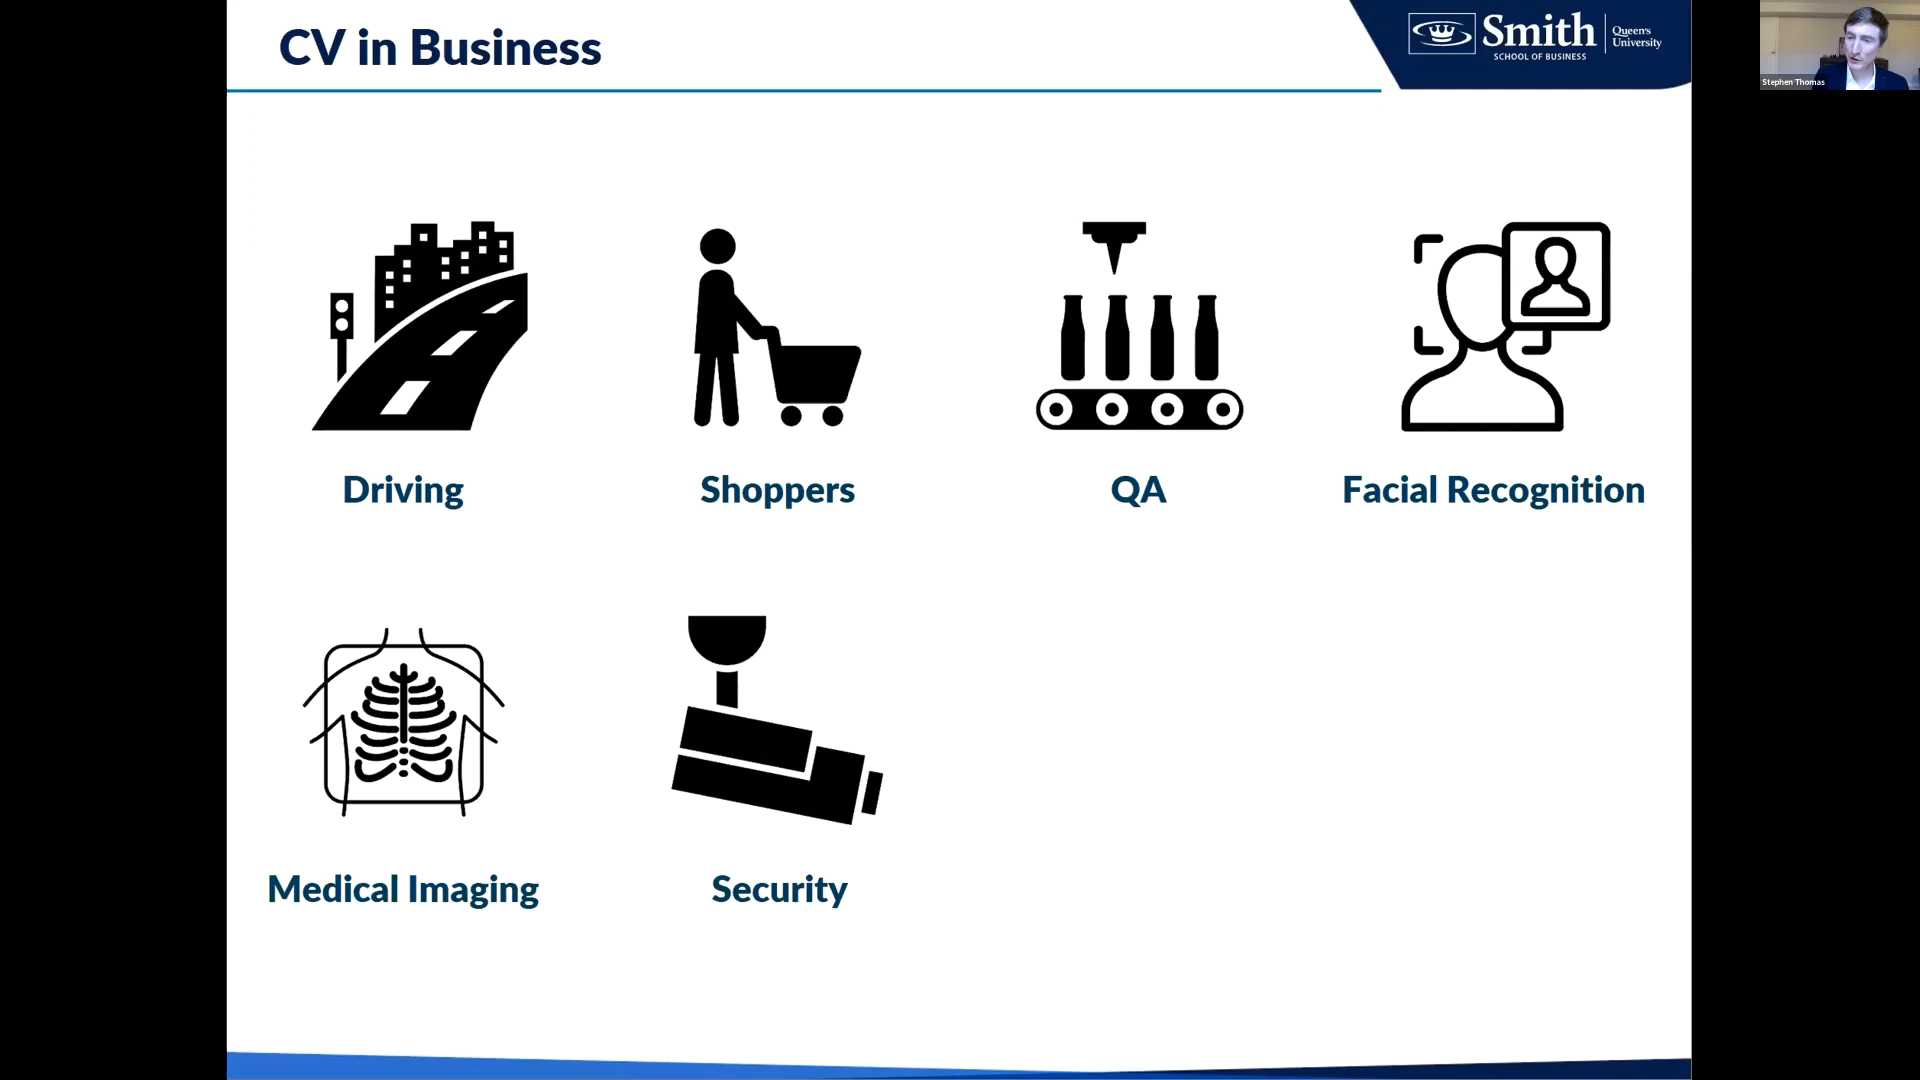 CV in Business
Smith
SCHOOL OF BUSINESS
Queen's
University
Stephen Thomas
Driving
Shoppers
QA
Facial Recognition
Medical Imaging
Security